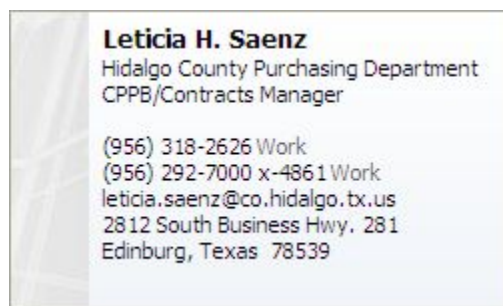 Leticia H. Saenz
Hidalgo County Purchasing Department
CPPB/Contracts Manager
(956) 318-2626 Work
(956) 292-7000 x-4861 Work
leticia.saenz@co.hidalgo.tx.us
2812 South Business Hwy. 281
Edinburg, Texas  78539